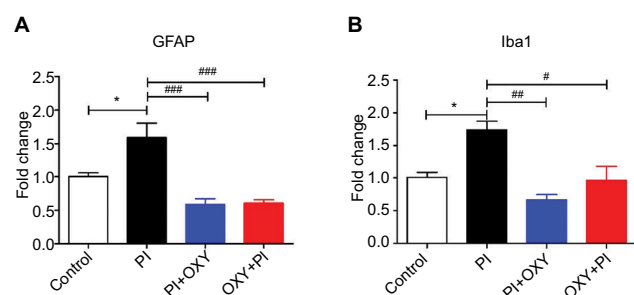 A
GFAP
###
###
*
Fold change
2.5
2.0
1.5
1.0
0.5
0.0
Control
PI
PI+OXY
OXY+PI
B
Iba1
#
##
*
Fold change
2.5
2.0
1.5
1.0
0.5
0.0
Control
PI
PI+OXY
OXY+PI